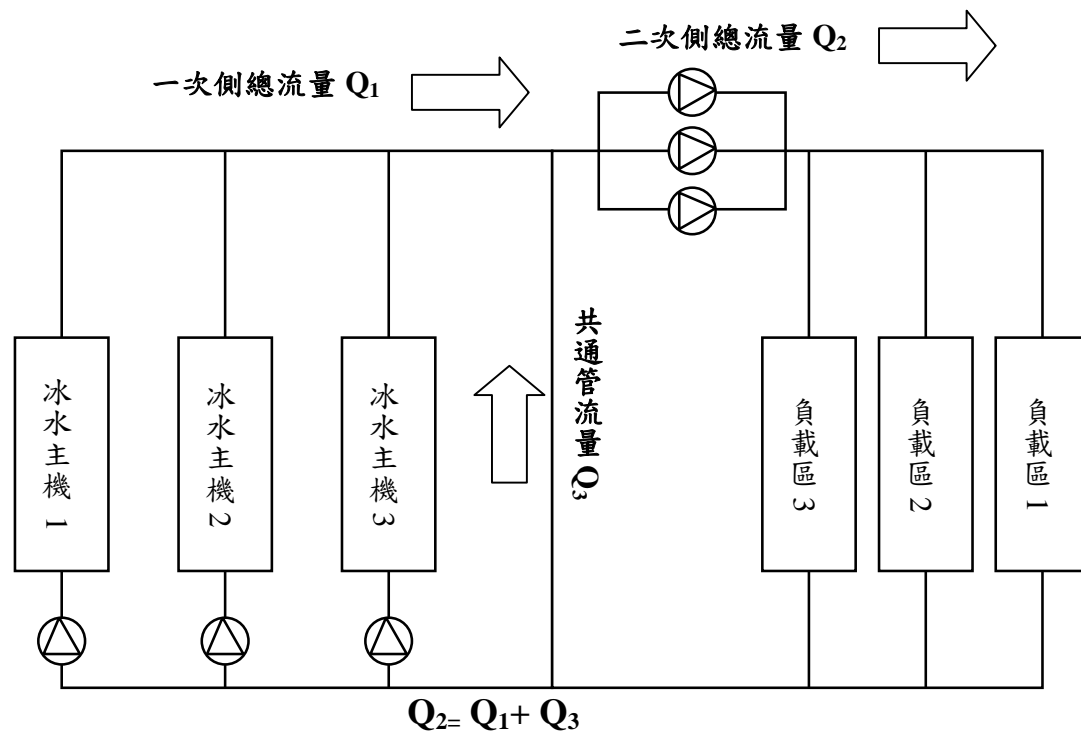 二次側總流量 Q₂
一次側總流量 Q₁
共通管流量 Q₃
冰水主機 1
冰水主機 2
冰水主機 3
負載區 3
負載區 2
負載區 1
Q₂₌ Q₁+ Q₃